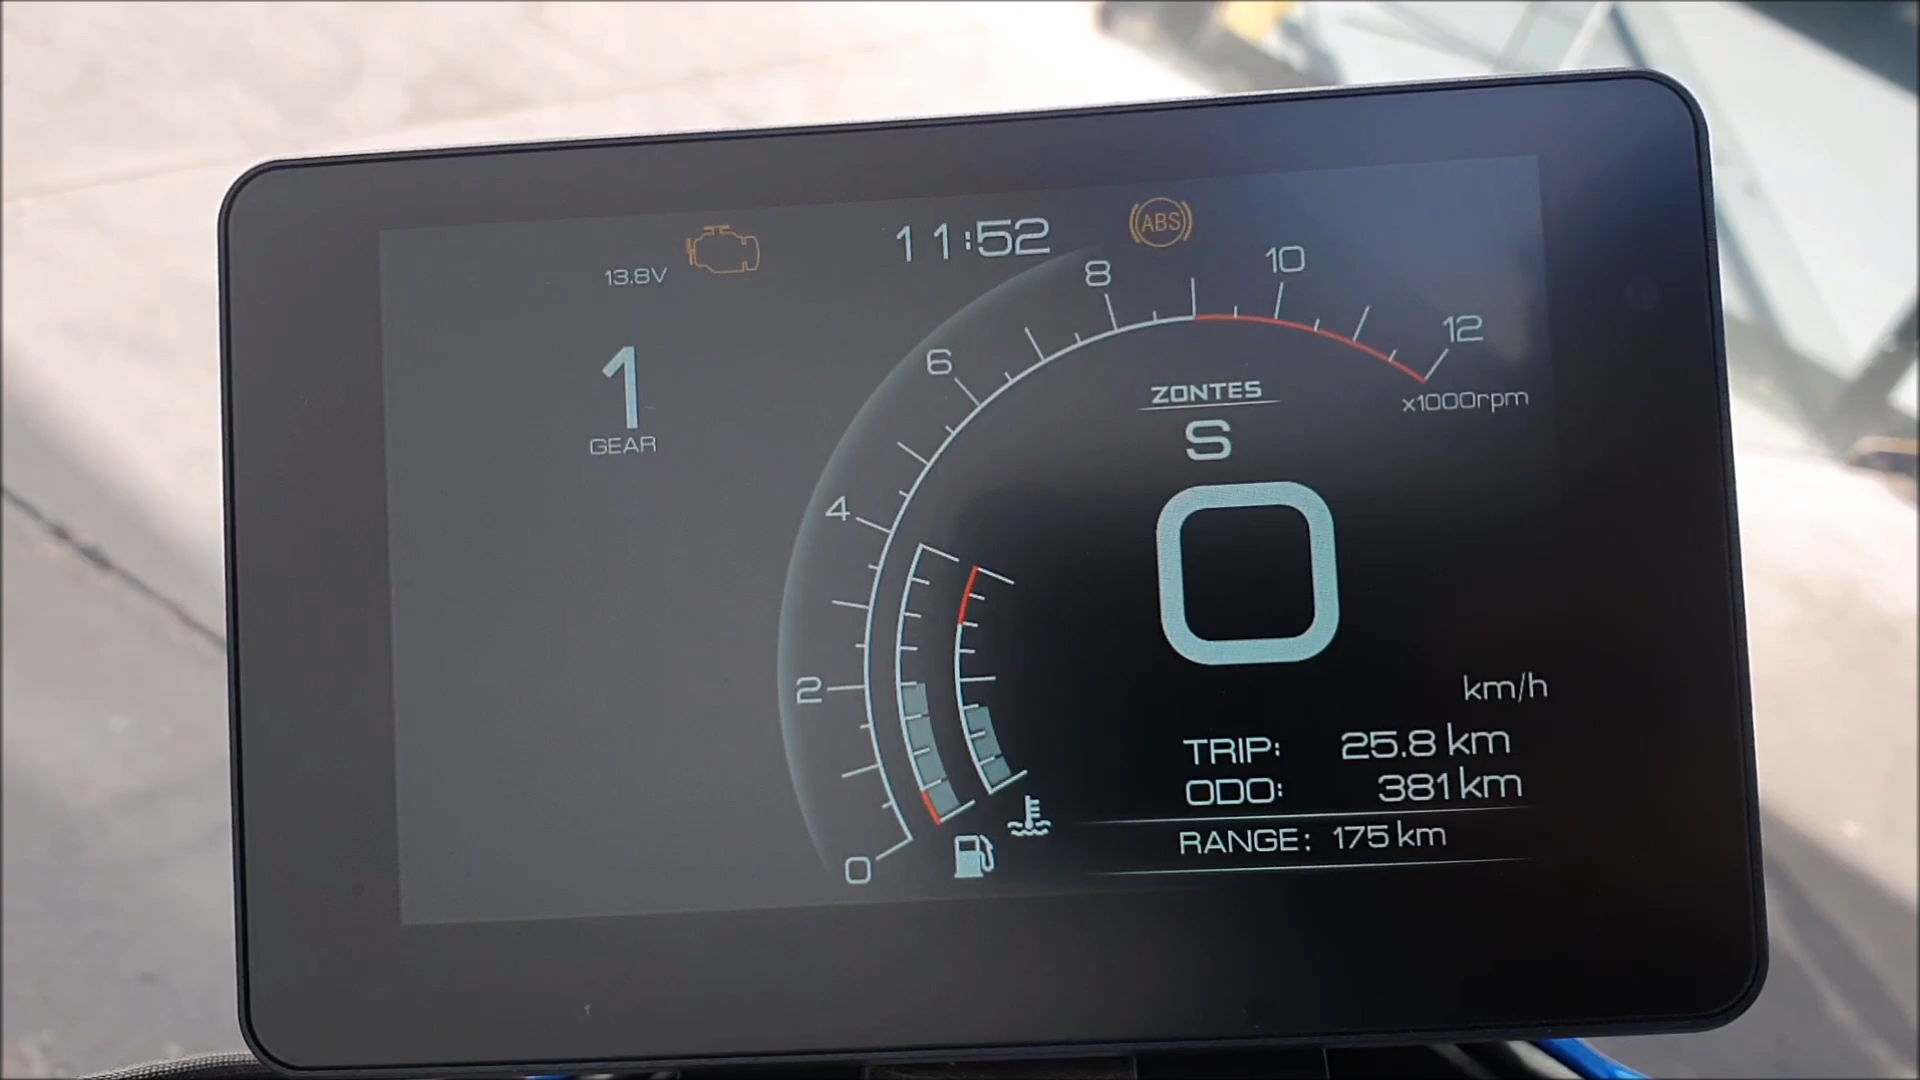 11:52
ABS
13.8V
1
GEAR
0
2
4
6
8
10
12
x1000rpm
ZONTES
S
0
km/h
TRIP: 25.8 km
ODO: 381 km
RANGE: 175 km